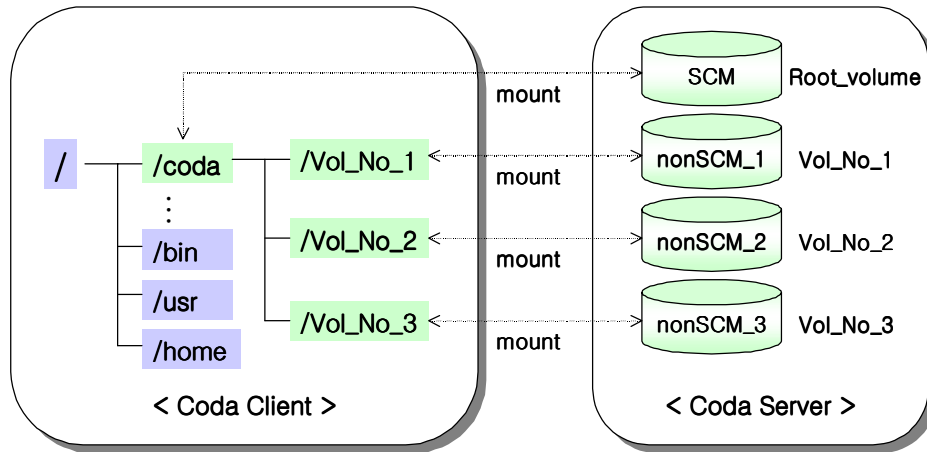 SCM
Root_volume
mount
/
/coda
/Vol_No_1
mount
nonSCM_1
Vol_No_1
/bin
/Vol_No_2
mount
nonSCM_2
Vol_No_2
/usr
/home
/Vol_No_3
mount
nonSCM_3
Vol_No_3
< Coda Client >
< Coda Server >